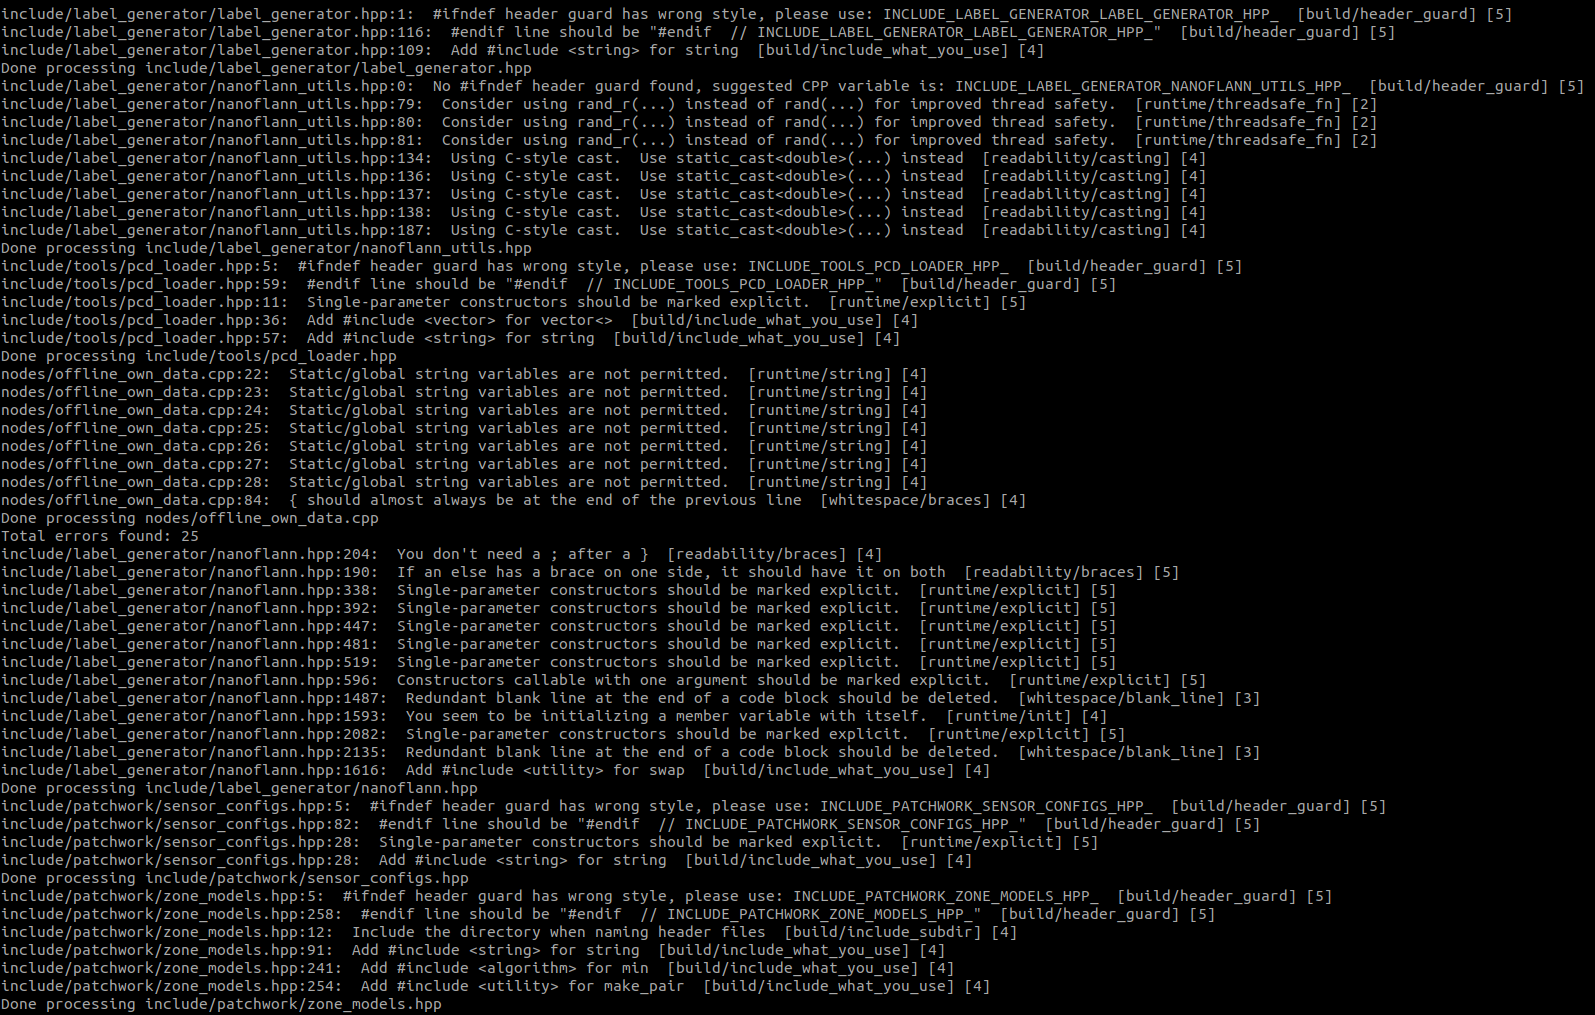 include/label_generator/label_generator.hpp:1:  #ifndef header guard has wrong style, please use: INCLUDE_LABEL_GENERATOR_LABEL_GENERATOR_HPP_  [build/header_guard] [5]
include/label_generator/label_generator.hpp:116:  #endif line should be "#endif  // INCLUDE_LABEL_GENERATOR_LABEL_GENERATOR_HPP_"  [build/header_guard] [5]
include/label_generator/label_generator.hpp:109:  Add #include <string> for string  [build/include_what_you_use] [4]
Done processing include/label_generator/label_generator.hpp
include/label_generator/nanoflann_utils.hpp:0:  No #ifndef header guard found, suggested CPP variable is: INCLUDE_LABEL_GENERATOR_NANOFLANN_UTILS_HPP_  [build/header_guard] [5]
include/label_generator/nanoflann_utils.hpp:79:  Consider using rand_r(...) instead of rand(...) for improved thread safety.  [runtime/threadsafe_fn] [2]
include/label_generator/nanoflann_utils.hpp:80:  Consider using rand_r(...) instead of rand(...) for improved thread safety.  [runtime/threadsafe_fn] [2]
include/label_generator/nanoflann_utils.hpp:81:  Consider using rand_r(...) instead of rand(...) for improved thread safety.  [runtime/threadsafe_fn] [2]
include/label_generator/nanoflann_utils.hpp:134:  Using C-style cast.  Use static_cast<double>(...) instead  [readability/casting] [4]
include/label_generator/nanoflann_utils.hpp:136:  Using C-style cast.  Use static_cast<double>(...) instead  [readability/casting] [4]
include/label_generator/nanoflann_utils.hpp:137:  Using C-style cast.  Use static_cast<double>(...) instead  [readability/casting] [4]
include/label_generator/nanoflann_utils.hpp:138:  Using C-style cast.  Use static_cast<double>(...) instead  [readability/casting] [4]
include/label_generator/nanoflann_utils.hpp:187:  Using C-style cast.  Use static_cast<double>(...) instead  [readability/casting] [4]
Done processing include/label_generator/nanoflann_utils.hpp
include/tools/pcd_loader.hpp:5:  #ifndef header guard has wrong style, please use: INCLUDE_TOOLS_PCD_LOADER_HPP_  [build/header_guard] [5]
include/tools/pcd_loader.hpp:59:  #endif line should be "#endif  // INCLUDE_TOOLS_PCD_LOADER_HPP_"  [build/header_guard] [5]
include/tools/pcd_loader.hpp:11:  Single-parameter constructors should be marked explicit.  [runtime/explicit] [5]
include/tools/pcd_loader.hpp:36:  Add #include <vector> for vector<>  [build/include_what_you_use] [4]
include/tools/pcd_loader.hpp:57:  Add #include <string> for string  [build/include_what_you_use] [4]
Done processing include/tools/pcd_loader.hpp
nodes/offline_own_data.cpp:22:  Static/global string variables are not permitted.  [runtime/string] [4]
nodes/offline_own_data.cpp:23:  Static/global string variables are not permitted.  [runtime/string] [4]
nodes/offline_own_data.cpp:24:  Static/global string variables are not permitted.  [runtime/string] [4]
nodes/offline_own_data.cpp:25:  Static/global string variables are not permitted.  [runtime/string] [4]
nodes/offline_own_data.cpp:26:  Static/global string variables are not permitted.  [runtime/string] [4]
nodes/offline_own_data.cpp:27:  Static/global string variables are not permitted.  [runtime/string] [4]
nodes/offline_own_data.cpp:28:  Static/global string variables are not permitted.  [runtime/string] [4]
nodes/offline_own_data.cpp:84:  { should almost always be at the end of the previous line  [whitespace/braces] [4]
Done processing nodes/offline_own_data.cpp
Total errors found: 25
include/label_generator/nanoflann.hpp:204:  You don't need a ; after a }  [readability/braces] [4]
include/label_generator/nanoflann.hpp:190:  If an else has a brace on one side, it should have it on both  [readability/braces] [5]
include/label_generator/nanoflann.hpp:338:  Single-parameter constructors should be marked explicit.  [runtime/explicit] [5]
include/label_generator/nanoflann.hpp:392:  Single-parameter constructors should be marked explicit.  [runtime/explicit] [5]
include/label_generator/nanoflann.hpp:447:  Single-parameter constructors should be marked explicit.  [runtime/explicit] [5]
include/label_generator/nanoflann.hpp:481:  Single-parameter constructors should be marked explicit.  [runtime/explicit] [5]
include/label_generator/nanoflann.hpp:519:  Single-parameter constructors should be marked explicit.  [runtime/explicit] [5]
include/label_generator/nanoflann.hpp:596:  Constructors callable with one argument should be marked explicit.  [runtime/explicit] [5]
include/label_generator/nanoflann.hpp:1487:  Redundant blank line at the end of a code block should be deleted.  [whitespace/blank_line] [3]
include/label_generator/nanoflann.hpp:1593:  You seem to be initializing a member variable with itself.  [runtime/init] [4]
include/label_generator/nanoflann.hpp:2082:  Single-parameter constructors should be marked explicit.  [runtime/explicit] [5]
include/label_generator/nanoflann.hpp:2135:  Redundant blank line at the end of a code block should be deleted.  [whitespace/blank_line] [3]
include/label_generator/nanoflann.hpp:1616:  Add #include <utility> for swap  [build/include_what_you_use] [4]
Done processing include/label_generator/nanoflann.hpp
include/patchwork/sensor_configs.hpp:5:  #ifndef header guard has wrong style, please use: INCLUDE_PATCHWORK_SENSOR_CONFIGS_HPP_  [build/header_guard] [5]
include/patchwork/sensor_configs.hpp:82:  #endif line should be "#endif  // INCLUDE_PATCHWORK_SENSOR_CONFIGS_HPP_"  [build/header_guard] [5]
include/patchwork/sensor_configs.hpp:28:  Single-parameter constructors should be marked explicit.  [runtime/explicit] [5]
include/patchwork/sensor_configs.hpp:28:  Add #include <string> for string  [build/include_what_you_use] [4]
Done processing include/patchwork/sensor_configs.hpp
include/patchwork/zone_models.hpp:5:  #ifndef header guard has wrong style, please use: INCLUDE_PATCHWORK_ZONE_MODELS_HPP_  [build/header_guard] [5]
include/patchwork/zone_models.hpp:258:  #endif line should be "#endif  // INCLUDE_PATCHWORK_ZONE_MODELS_HPP_"  [build/header_guard] [5]
include/patchwork/zone_models.hpp:12:  Include the directory when naming header files  [build/include_subdir] [4]
include/patchwork/zone_models.hpp:91:  Add #include <string> for string  [build/include_what_you_use] [4]
include/patchwork/zone_models.hpp:241:  Add #include <algorithm> for min  [build/include_what_you_use] [4]
include/patchwork/zone_models.hpp:254:  Add #include <utility> for make_pair  [build/include_what_you_use] [4]
Done processing include/patchwork/zone_models.hpp